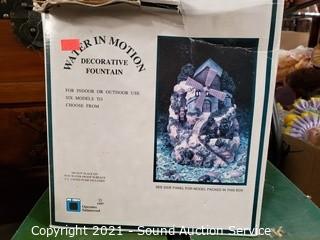 WATER IN MOTION
DECORATIVE
FOUNTAIN
FOR INDOOR OR OUTDOOR USE
SIX MODELS TO
CHOOSE FROM
SEE SIDE PANEL FOR MODEL PACKED IN THIS BOX
Copyright 2021 - Sound Auction Service